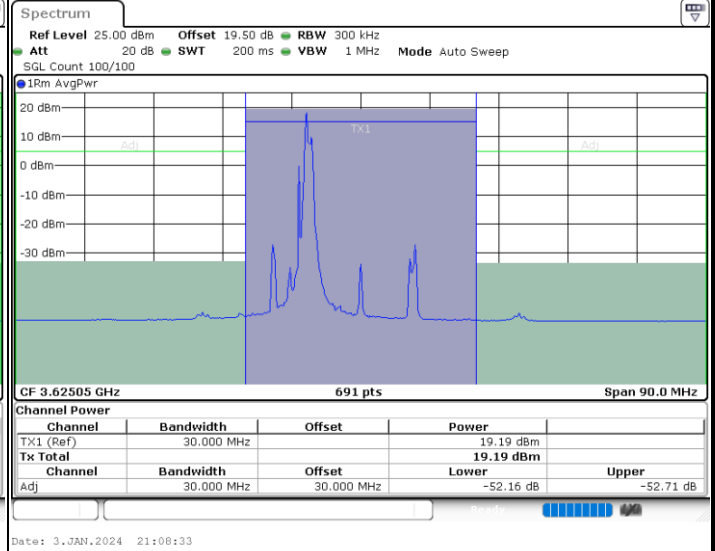 Spectrum
Ref Level 25.00 dBm Offset 19.50 dB RBW 300 kHz
Att 20 dB SWT 200 ms VBW 1 MHz Mode Auto Sweep
SGL Count 100/100
1Rm AvgPwr
20 dBm
TX1
10 dBm
Adj Adj
0 dBm
-10 dBm
-20 dBm
-30 dBm
CF 3.62505 GHz 691 pts Span 90.0 MHz
Channel Power
Channel Bandwidth Offset Power
TX1 (Ref) 30.000 MHz 19.19 dBm
Tx Total 19.19 dBm
Channel Bandwidth Offset Lower Upper
Adj 30.000 MHz 30.000 MHz -52.16 dB -52.71 dB
Ready
Date: 3.JAN.2024 21:08:33